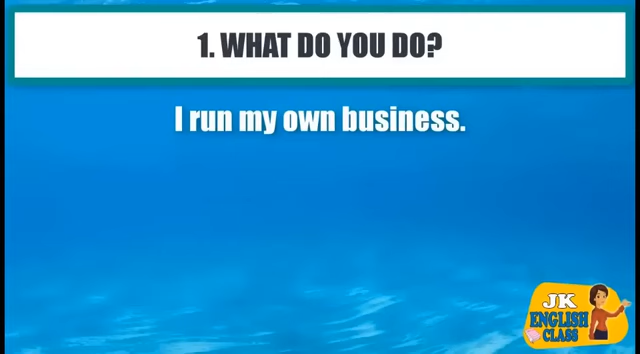 1. WHAT DO YOU DO?
I run my own business.
JK
ENGLISH
CLASS